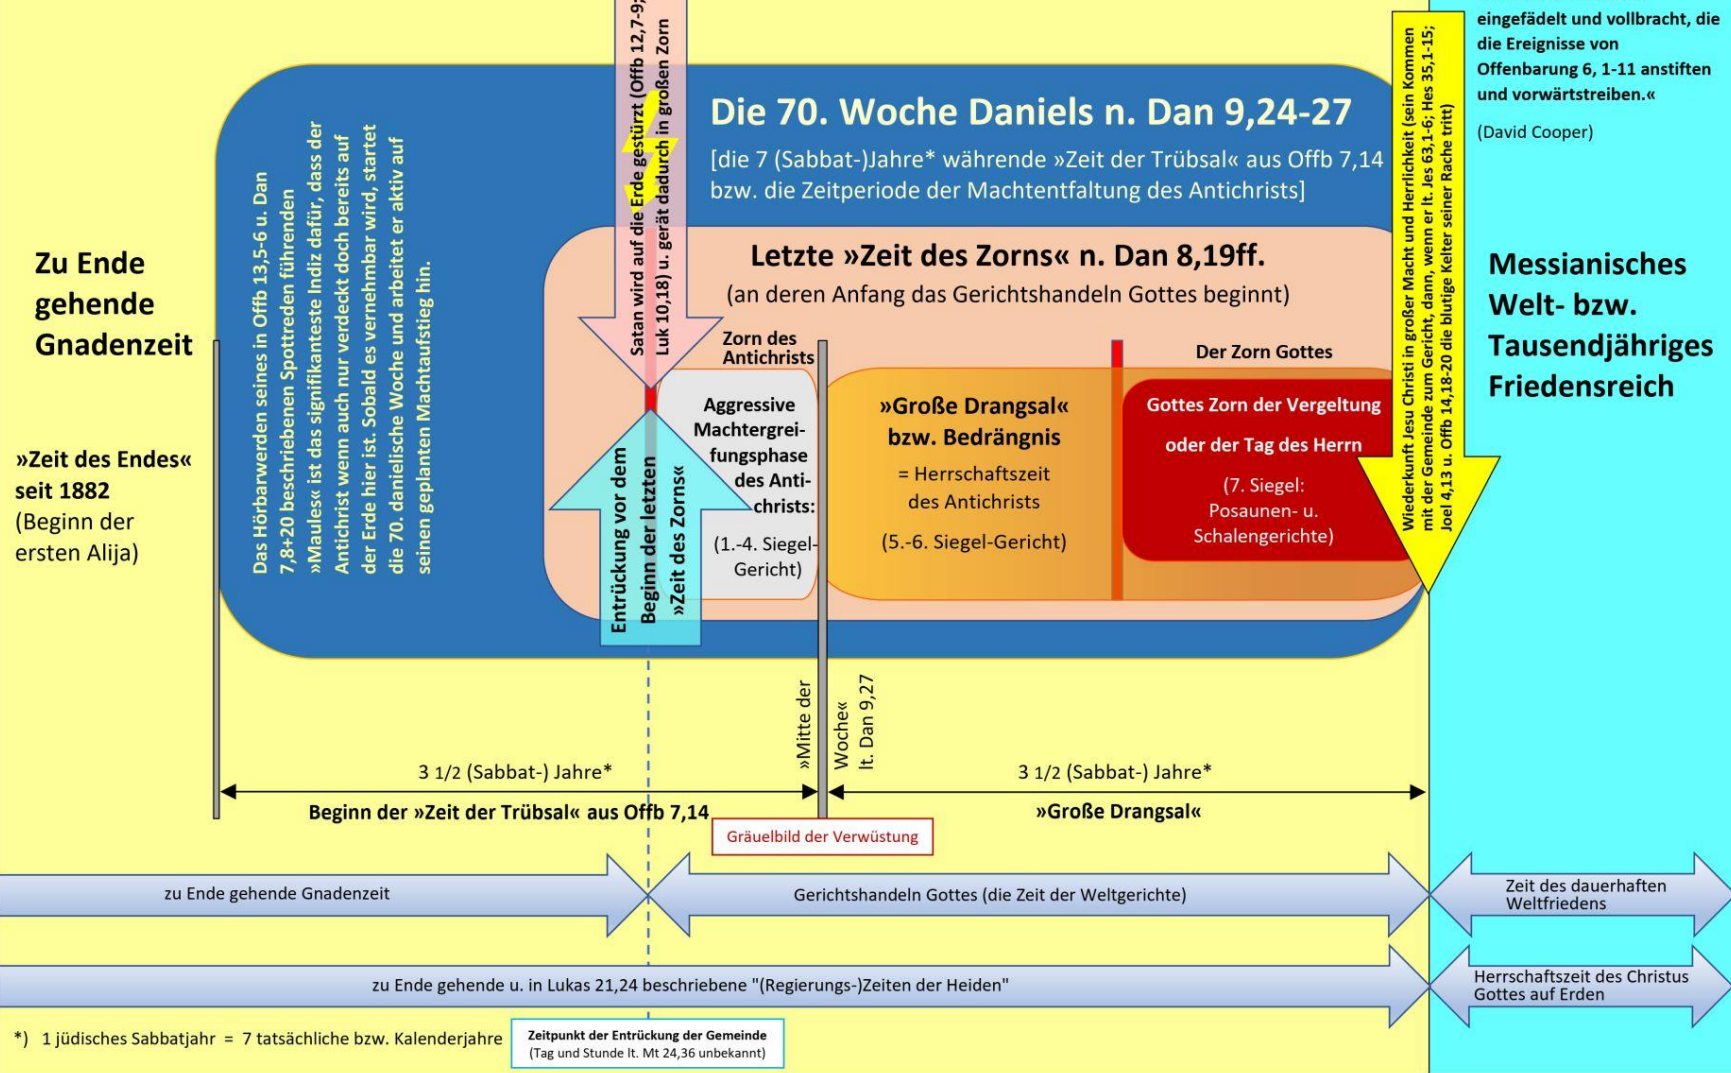 eingefädelt und vollbracht, die
die Ereignisse von
Offenbarung 6, 1-11 anstiften
und vorwärtstreiben.«
(David Cooper)
Die 70. Woche Daniels n. Dan 9,24-27
[die 7 (Sabbat-)Jahre* währende »Zeit der Trübsal« aus Offb 7,14
bzw. die Zeitperiode der Machtentfaltung des Antichrists]
Satan wird auf die Erde gestürzt (Offb 12,7-9;
Luk 10,18) u. gerät dadurch in großen Zorn
Wiederkunft Jesu Christi in großer Macht und Herrlichkeit (sein Kommen
mit der Gemeinde zum Gericht, dann, wenn er lt. Jes 63,1-6; Hes 35,1-15;
Joel 4,13 u. Offb 14,18-20 die blutige Kelter seiner Rache tritt)
Das Hörbarwerden seines in Offb 13,5-6 u. Dan
7,8+20 beschriebenen Spottreden führenden
»Maules« ist das signifikanteste Indiz dafür, dass der
Antichrist wenn auch nur verdeckt doch bereits auf
der Erde hier ist. Sobald es vernehmbar wird, startet
die 70. danielische Woche und arbeitet er aktiv auf
seinen geplanten Machtaufstieg hin.
Zu Ende
gehende
Gnadenzeit
Letzte »Zeit des Zorns« n. Dan 8,19ff.
(an deren Anfang das Gerichtshandeln Gottes beginnt)
Messianisches
Welt- bzw.
Tausendjähriges
Friedensreich
Zorn des
Antichrists
Der Zorn Gottes
Aggressive
Machtergrei-
fungsphase
des Anti-
christs:
(1.-4. Siegel-
Gericht)
»Große Drangsal«
bzw. Bedrängnis
= Herrschaftszeit
des Antichrists
(5.-6. Siegel-Gericht)
Gottes Zorn der Vergeltung
oder der Tag des Herrn
(7. Siegel:
Posaunen- u.
Schalengerichte)
»Zeit des Endes«
seit 1882
(Beginn der
ersten Alija)
Entrückung vor dem
Beginn der letzten
»Zeit des Zorns«
»Mitte der
Woche«
lt. Dan 9,27
3 1/2 (Sabbat-) Jahre*
3 1/2 (Sabbat-) Jahre*
Beginn der »Zeit der Trübsal« aus Offb 7,14
»Große Drangsal«
Gräuelbild der Verwüstung
zu Ende gehende Gnadenzeit
Gerichtshandeln Gottes (die Zeit der Weltgerichte)
Zeit des dauerhaften
Weltfriedens
zu Ende gehende u. in Lukas 21,24 beschriebene "(Regierungs-)Zeiten der Heiden"
Herrschaftszeit des Christus
Gottes auf Erden
*) 1 jüdisches Sabbatjahr = 7 tatsächliche bzw. Kalenderjahre
Zeitpunkt der Entrückung der Gemeinde
(Tag und Stunde lt. Mt 24,36 unbekannt)